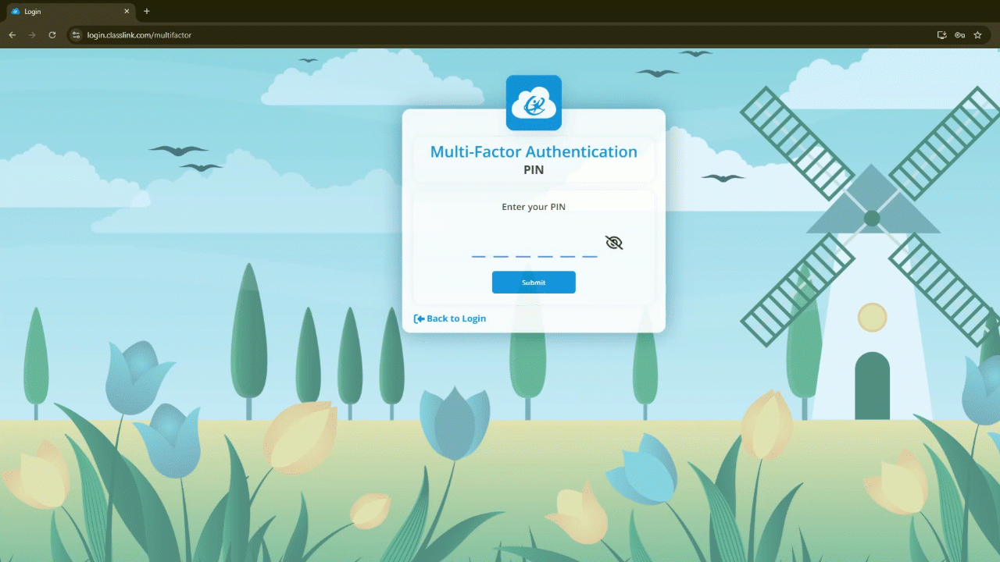 Login
login.classlink.com/multifactor
Multi-Factor Authentication
PIN
Enter your PIN
Submit
Back to Login